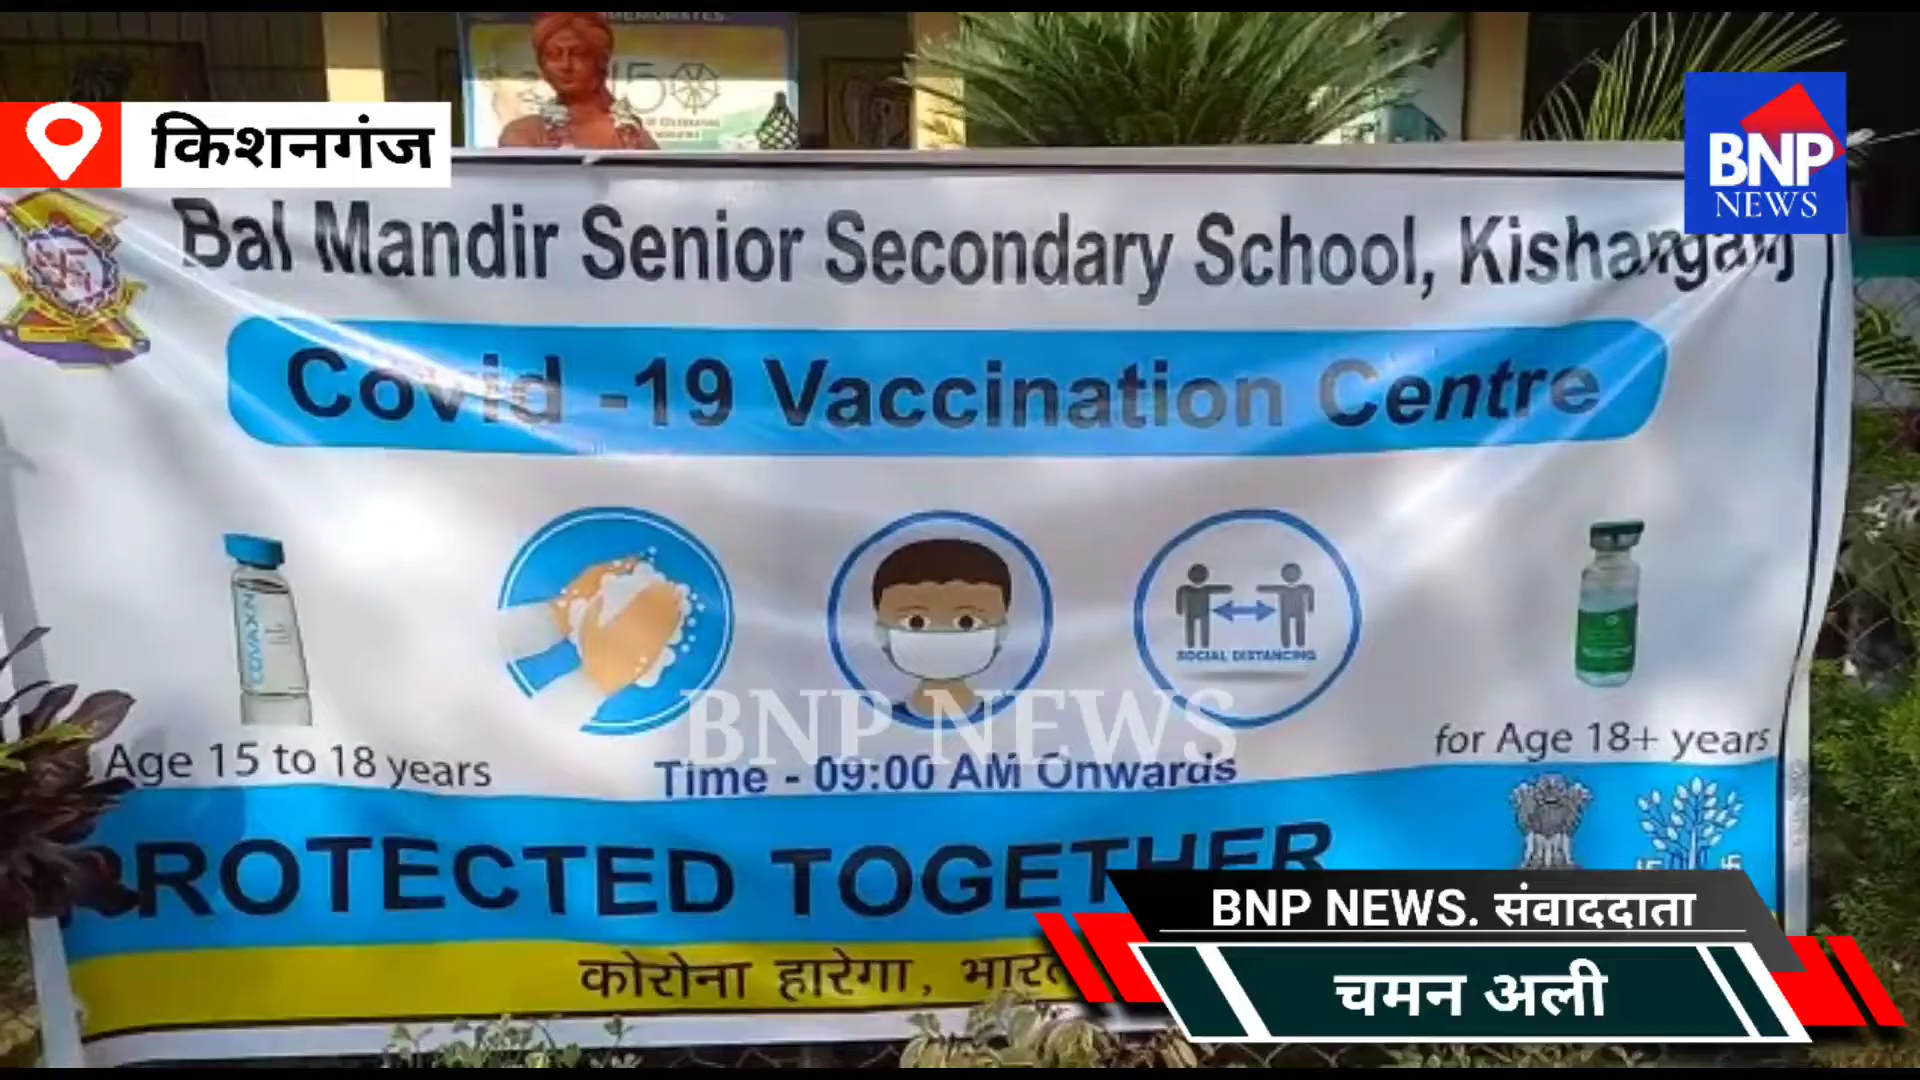 किशनगंज
BNP
NEWS
Bal Mandir Senior Secondary School, Kishanganj
Covid -19 Vaccination Centre
COVAXIN
SOCIAL DISTANCING
Age 15 to 18 years
BNP NEWS
for Age 18+ years
Time - 09:00 AM Onwards
PROTECTED TOGETHER
BNP NEWS. संवाददाता
कोरोना हारेगा, भारत
चमन अली